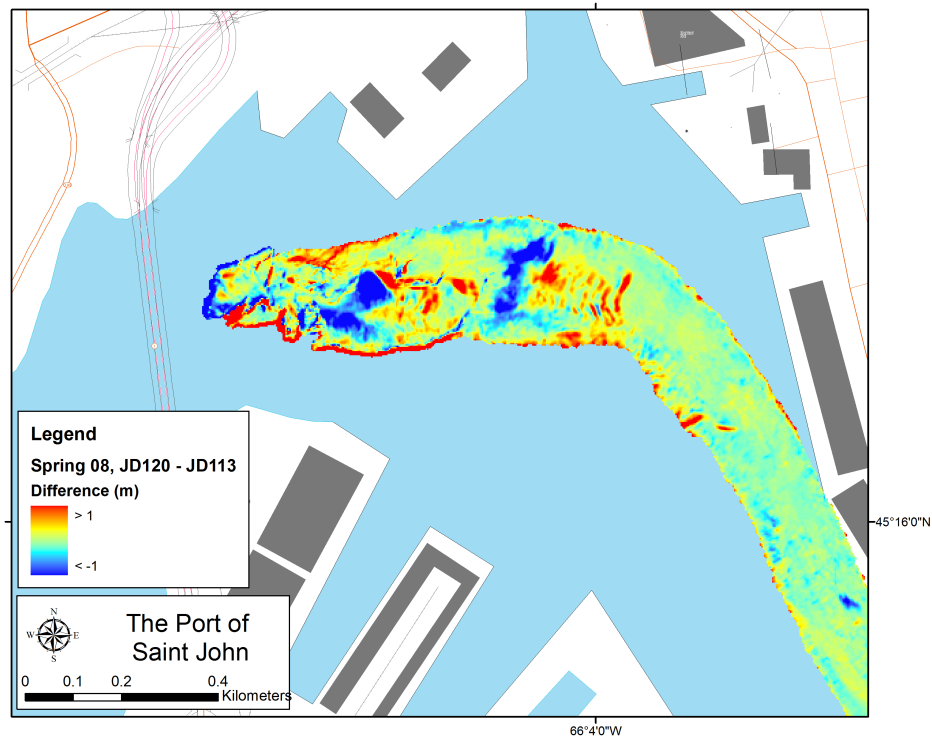 Legend
Spring 08, JD120 - JD113
Difference (m)
> 1
< -1
45°16'0"N
N
W E
S
The Port of
Saint John
0 0.1 0.2 0.4
Kilometers
66°4'0"W